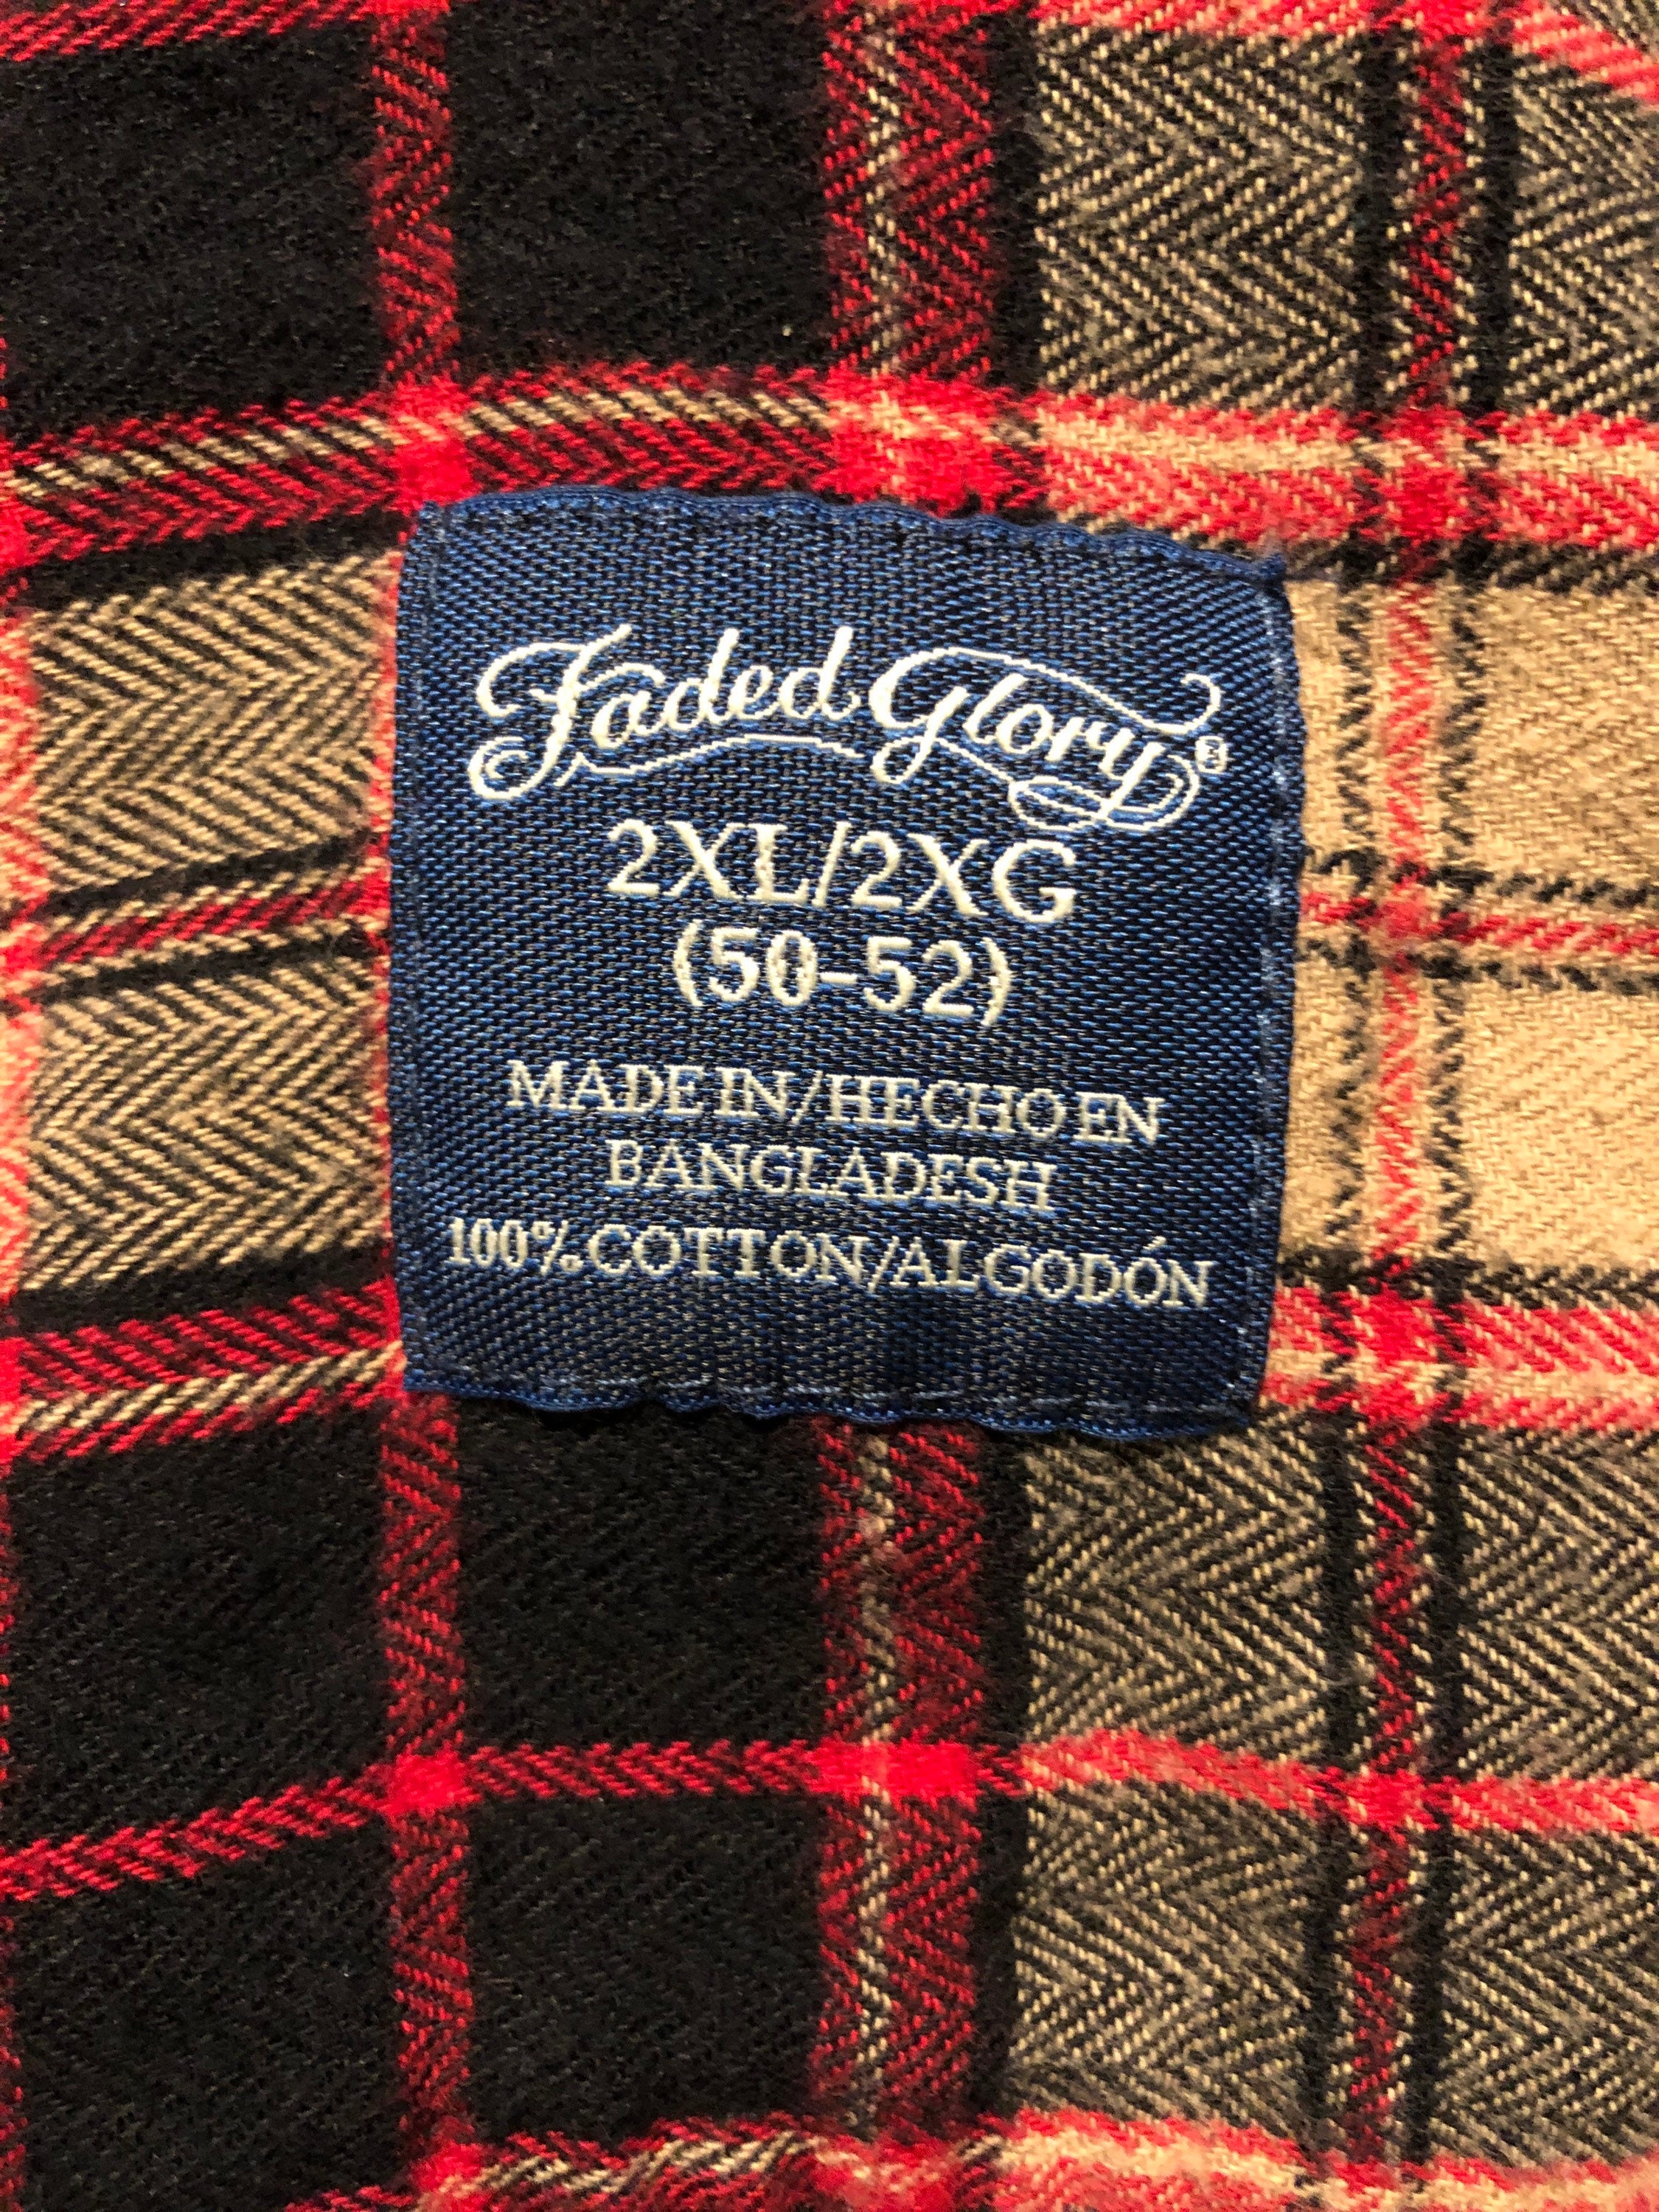 Faded Glory®
2XL/2XG
(50-52)
MADE IN/HECHO EN
BANGLADESH
100% COTTON/ALGODÓN